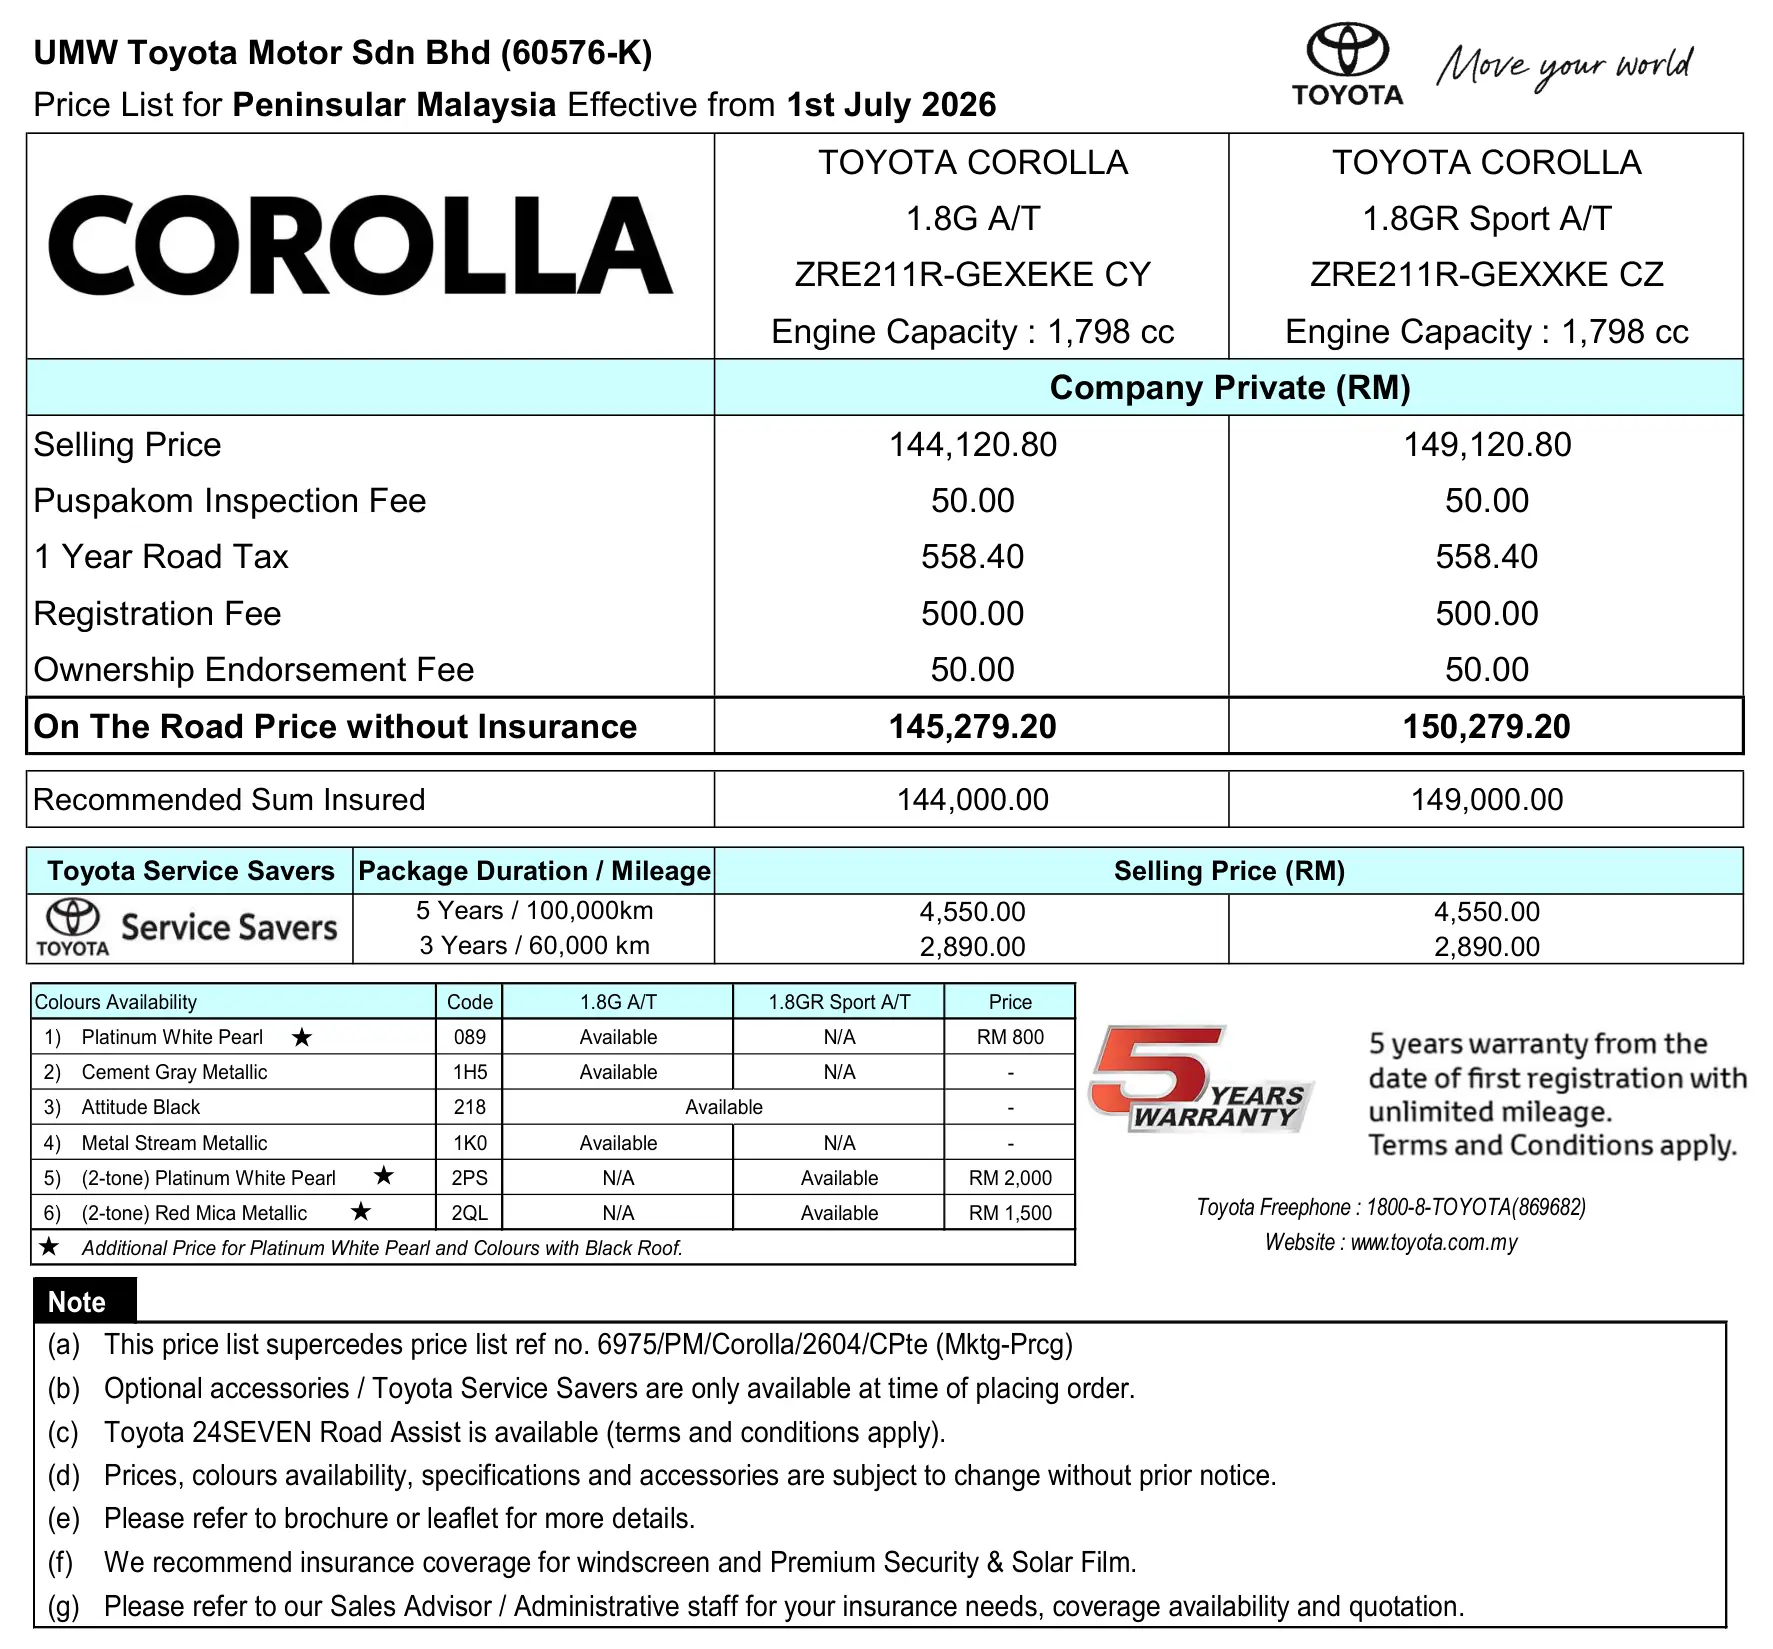 UMW Toyota Motor Sdn Bhd (60576-K)
Price List for Peninsular Malaysia Effective from 1st July 2026
TOYOTA
Move your world
COROLLA
TOYOTA COROLLA
1.8G A/T
ZRE211R-GEXEKE CY
Engine Capacity : 1,798 cc
TOYOTA COROLLA
1.8GR Sport A/T
ZRE211R-GEXXKE CZ
Engine Capacity : 1,798 cc
Company Private (RM)
Selling Price 144,120.80 149,120.80
Puspakom Inspection Fee 50.00 50.00
1 Year Road Tax 558.40 558.40
Registration Fee 500.00 500.00
Ownership Endorsement Fee 50.00 50.00
On The Road Price without Insurance 145,279.20 150,279.20
Recommended Sum Insured 144,000.00 149,000.00
Toyota Service Savers Package Duration / Mileage Selling Price (RM)
TOYOTA Service Savers
5 Years / 100,000km 4,550.00 4,550.00
3 Years / 60,000 km 2,890.00 2,890.00
Colours Availability Code 1.8G A/T 1.8GR Sport A/T Price
1) Platinum White Pearl ★ 089 Available N/A RM 800
2) Cement Gray Metallic 1H5 Available N/A -
3) Attitude Black 218 Available -
4) Metal Stream Metallic 1K0 Available N/A -
5) (2-tone) Platinum White Pearl ★ 2PS N/A Available RM 2,000
6) (2-tone) Red Mica Metallic ★ 2QL N/A Available RM 1,500
★ Additional Price for Platinum White Pearl and Colours with Black Roof.
5 YEARS
WARRANTY
5 years warranty from the
date of first registration with
unlimited mileage.
Terms and Conditions apply.
Toyota Freephone : 1800-8-TOYOTA(869682)
Website : www.toyota.com.my
Note
(a) This price list supercedes price list ref no. 6975/PM/Corolla/2604/CPte (Mktg-Prcg)
(b) Optional accessories / Toyota Service Savers are only available at time of placing order.
(c) Toyota 24SEVEN Road Assist is available (terms and conditions apply).
(d) Prices, colours availability, specifications and accessories are subject to change without prior notice.
(e) Please refer to brochure or leaflet for more details.
(f) We recommend insurance coverage for windscreen and Premium Security & Solar Film.
(g) Please refer to our Sales Advisor / Administrative staff for your insurance needs, coverage availability and quotation.